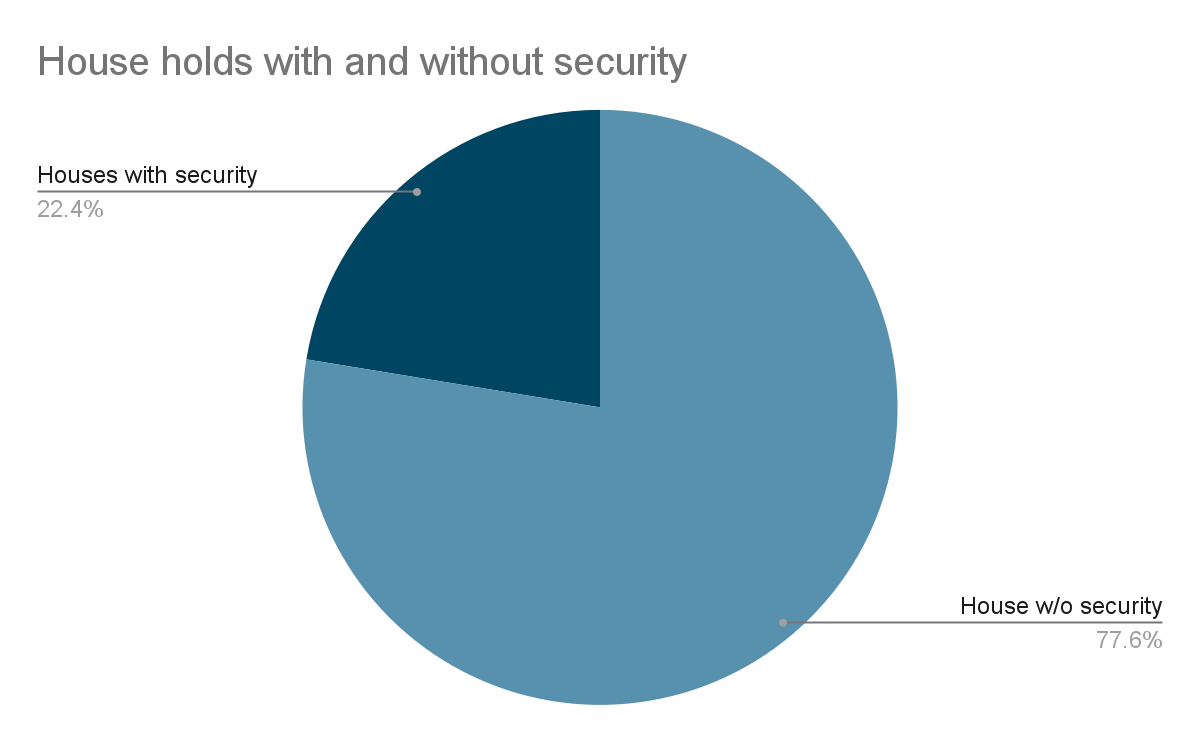 House holds with and without security
Houses with security
22.4%
House w/o security
77.6%